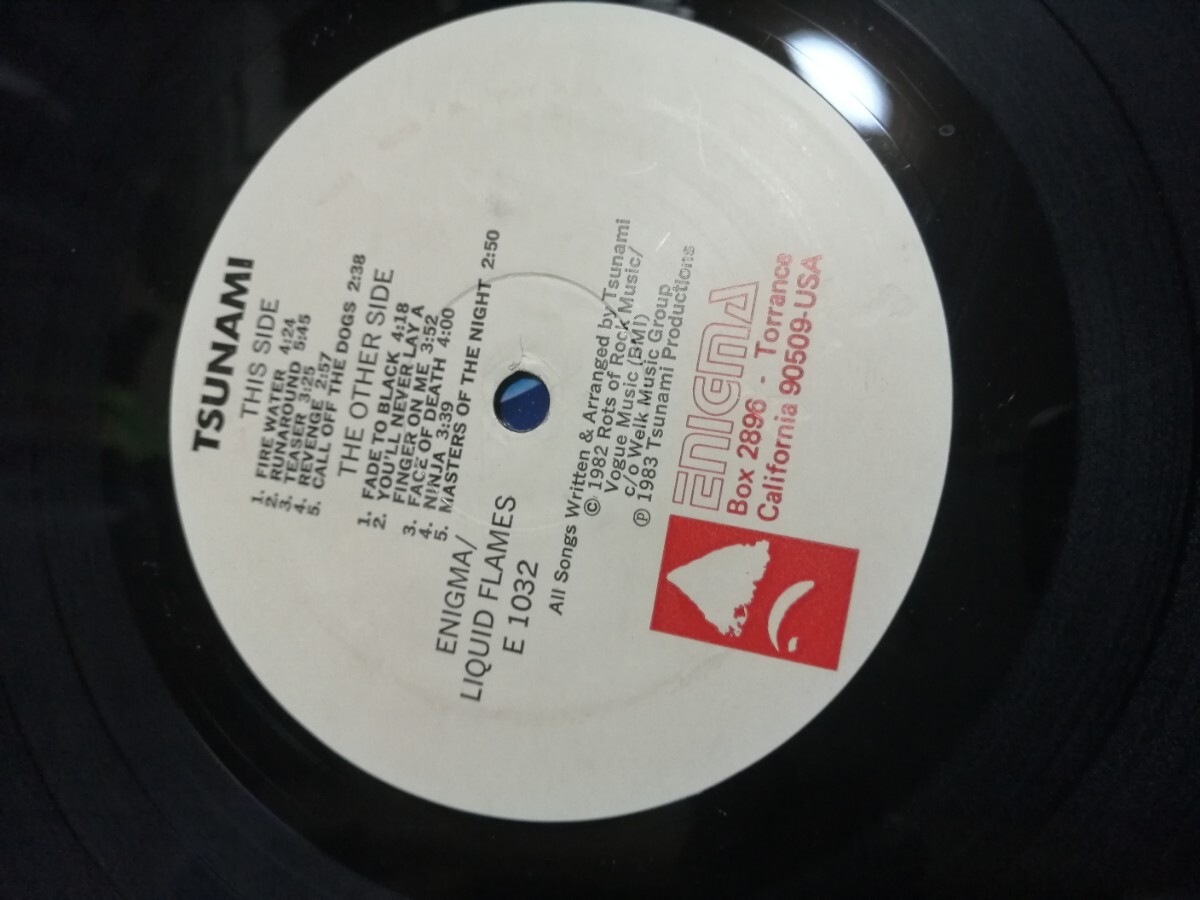 TSUNAMI
THIS SIDE
1. FIRE WATER 4:24
2. RUNAROUND 5:45
3. TEASER 3:25
4. REVENGE 2:57
5. CALL OFF THE DOGS 2:38
THE OTHER SIDE
1. FADE TO BLACK 4:18
2. YOU'LL NEVER LAY A
FINGER ON ME 3:52
3. FACE OF DEATH 4:00
4. NINJA 3:39
5. MASTERS OF THE NIGHT 2:50
ENIGMA/
LIQUID FLAMES
E 1032
All Songs Written & Arranged by Tsunami
© 1982 Rots of Rock Music/
Vogue Music (BMI)
c/o Welk Music Group
℗ 1983 Tsunami Productions
ENIGMA
Box 2896 - Torrance
California 90509-USA